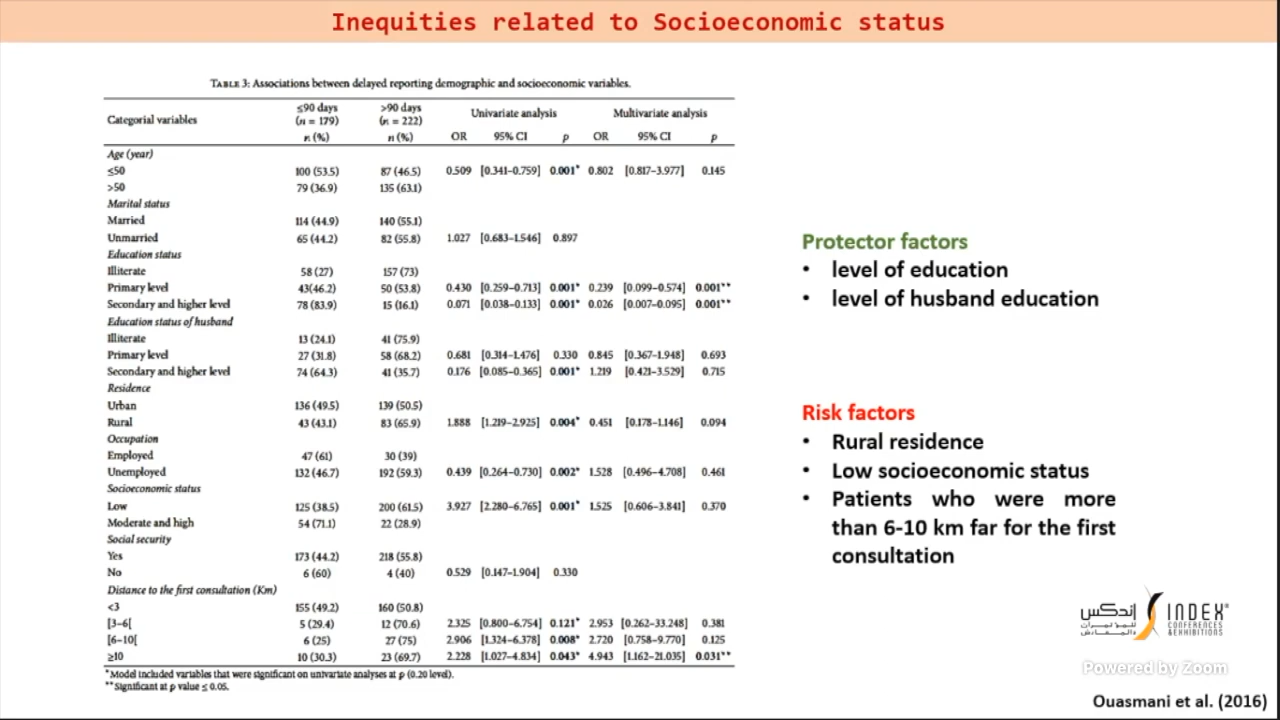 Inequities related to Socioeconomic status
TABLE 3: Associations between delayed reporting demographic and socioeconomic variables.
Categorial variables ≤90 days (n = 179) n (%) >90 days (n = 222) n (%) Univariate analysis OR 95% CI p Multivariate analysis OR 95% CI p
Age (year)
≤50 100 (53.5) 87 (46.5) 0.509 [0.341–0.759] 0.001* 0.802 [0.817–3.977] 0.145
>50 79 (36.9) 135 (63.1)
Marital status
Married 114 (44.9) 140 (55.1)
Unmarried 65 (44.2) 82 (55.8) 1.027 [0.683–1.546] 0.897
Education status
Illiterate 58 (27) 157 (73)
Primary level 43(46.2) 50 (53.8) 0.430 [0.259–0.713] 0.001* 0.239 [0.099–0.574] 0.001**
Secondary and higher level 78 (83.9) 15 (16.1) 0.071 [0.038–0.133] 0.001* 0.026 [0.007–0.095] 0.001**
Education status of husband
Illiterate 13 (24.1) 41 (75.9)
Primary level 27 (31.8) 58 (68.2) 0.681 [0.314–1.476] 0.330 0.845 [0.367–1.948] 0.693
Secondary and higher level 74 (64.3) 41 (35.7) 0.176 [0.085–0.365] 0.001* 1.219 [0.421–3.529] 0.715
Residence
Urban 136 (49.5) 139 (50.5)
Rural 43 (43.1) 83 (65.9) 1.888 [1.219–2.925] 0.004* 0.451 [0.178–1.146] 0.094
Occupation
Employed 47 (61) 30 (39)
Unemployed 132 (46.7) 192 (59.3) 0.439 [0.264–0.730] 0.002* 1.528 [0.496–4.708] 0.461
Socioeconomic status
Low 125 (38.5) 200 (61.5) 3.927 [2.280–6.765] 0.001* 1.525 [0.606–3.841] 0.370
Moderate and high 54 (71.1) 22 (28.9)
Social security
Yes 173 (44.2) 218 (55.8)
No 6 (60) 4 (40) 0.529 [0.147–1.904] 0.330
Distance to the first consultation (Km)
<3 155 (49.2) 160 (50.8)
[3–6[ 5 (29.4) 12 (70.6) 2.325 [0.800–6.754] 0.121* 2.953 [0.262–33.248] 0.381
[6–10[ 6 (25) 27 (75) 2.906 [1.324–6.378] 0.008* 2.720 [0.758–9.770] 0.125
≥10 10 (30.3) 23 (69.7) 2.228 [1.027–4.834] 0.043* 4.943 [1.162–21.035] 0.031**
*Model included variables that were significant on univariate analyses at p (0.20 level).
**Significant at p value ≤ 0.05.
Protector factors
• level of education
• level of husband education
Risk factors
• Rural residence
• Low socioeconomic status
• Patients who were more
than 6-10 km far for the first
consultation
إندكس INDEX®
للمؤتمرات CONFERENCES
والمعارض & EXHIBITIONS
Powered by Zoom
Ouasmani et al. (2016)